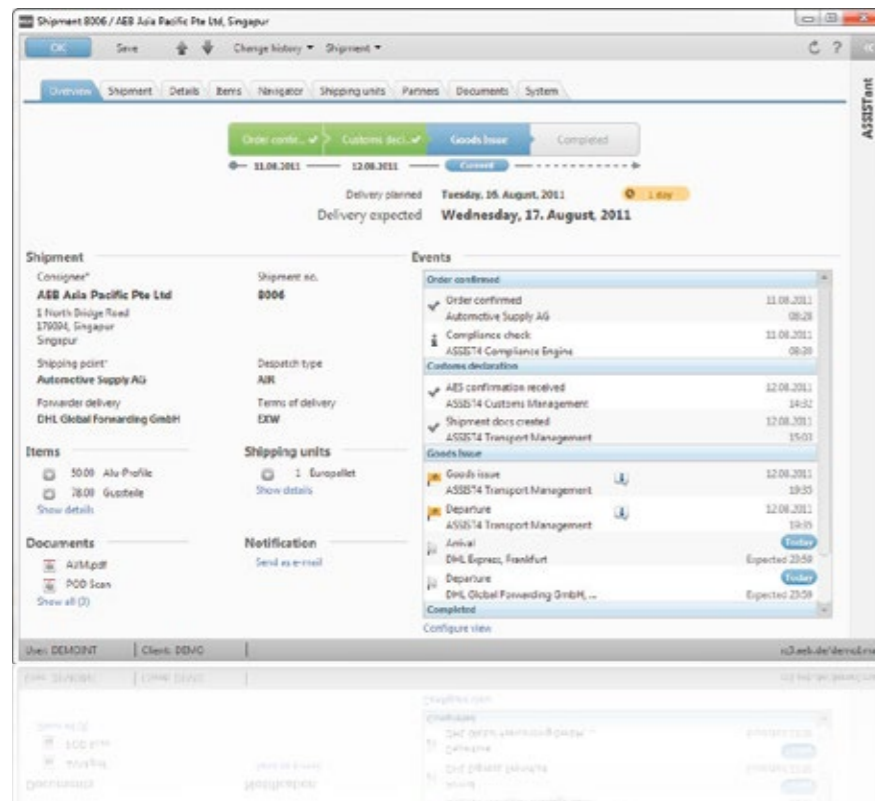 Shipment 8006 / AEB Asia Pacific Pte Ltd, Singapur
OK Save Change history Shipment ?
ASSISTant
Overview Shipment Details Items Navigator Shipping units Partners Documents System
Order confir... Customs decl... Goods Issue Completed
11.08.2011 12.08.2011 Current
Delivery planned Tuesday, 16. August, 2011 1 day
Delivery expected Wednesday, 17. August, 2011
Shipment
Consignee*
AEB Asia Pacific Pte Ltd
1 North Bridge Road
179094, Singapur
Singapur
Shipment no.
8006
Shipping point*
Automotive Supply AG
Despatch type
AIR
Forwarder delivery
DHL Global Forwarding GmbH
Terms of delivery
EXW
Items
50.00 Alu-Profile
78.00 Gussteile
Show details
Shipping units
1 Europallet
Show details
Documents
POD Scan
Show all (3)
Notification
Send as e-mail
Events
Order confirmed
Order confirmed 11.08.2011
Automotive Supply AG 08:28
Compliance check 11.08.2011
ASSIST4 Compliance Engine
Customs declaration
AES confirmation received 12.08.2011
ASSIST4 Customs Management 14:32
Shipment docs created 12.08.2011
ASSIST4 Transport Management 15:03
Goods Issue
Goods issue 12.08.2011
ASSIST4 Transport Management 19:35
Departure 12.08.2011
ASSIST4 Transport Management 19:35
Arrival Today
DHL Express, Frankfurt Expected 23:59
Departure Today
DHL Global Forwarding GmbH, ... Expected 23:59
Completed
Configure view
User: DEMOINT Client: DEMO